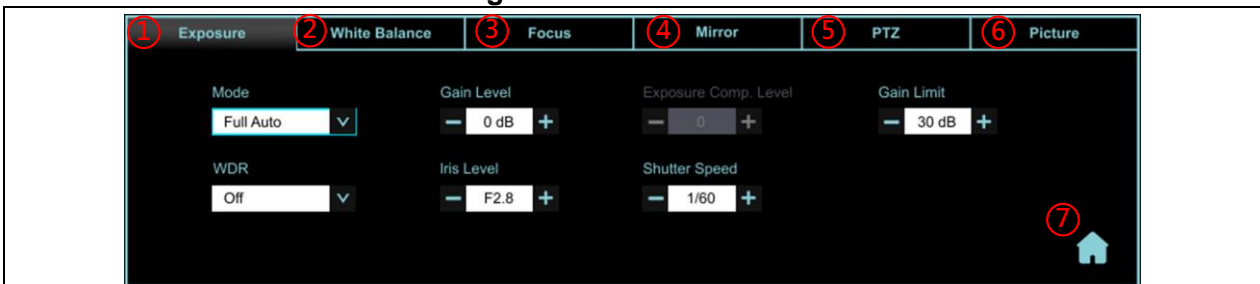 ① Exposure ② White Balance ③ Focus ④ Mirror ⑤ PTZ ⑥ Picture
Mode Gain Level Exposure Comp. Level Gain Limit
Full Auto 0 dB 0 30 dB
WDR Iris Level Shutter Speed
Off F2.8 1/60
⑦